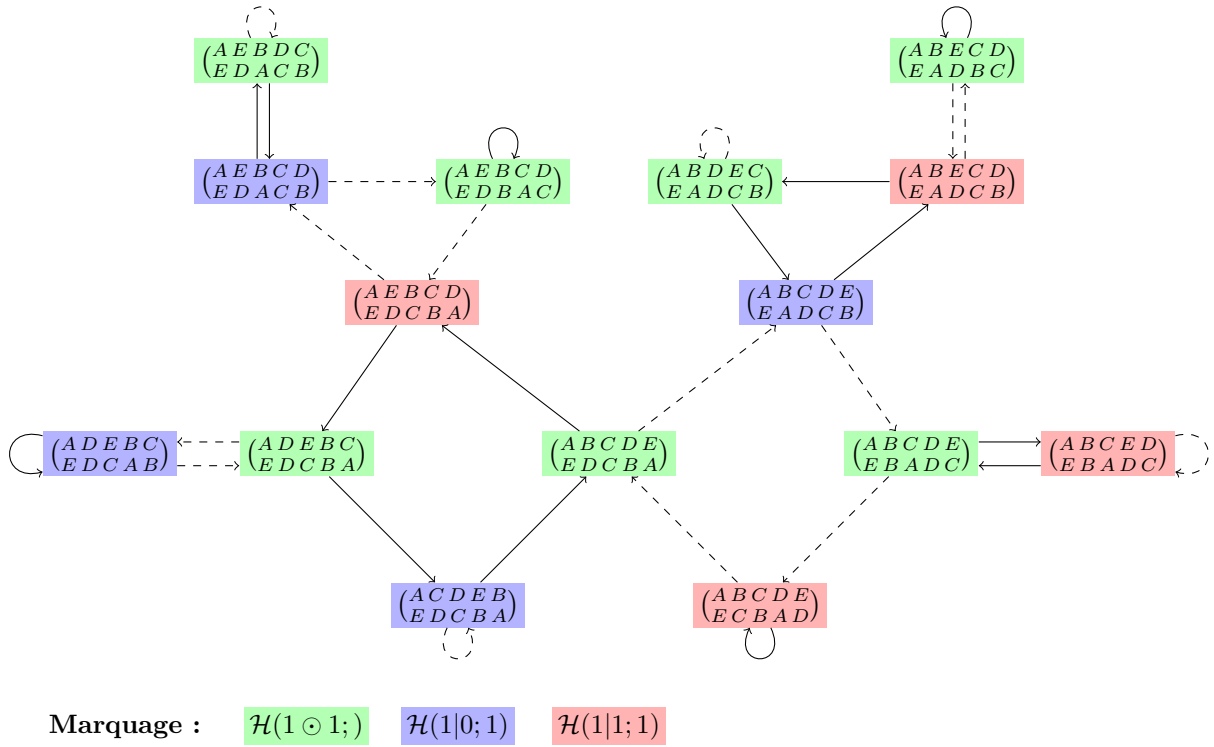 (A E B D C
E D A C B)
(A B E C D
E A D B C)
(A E B C D
E D A C B)
(A E B C D
E D B A C)
(A B D E C
E A D C B)
(A B E C D
E A D C B)
(A E B C D
E D C B A)
(A B C D E
E A D C B)
(A D E B C
E D C A B)
(A D E B C
E D C B A)
(A B C D E
E D C B A)
(A B C D E
E B A D C)
(A B C E D
E B A D C)
(A C D E B
E D C B A)
(A B C D E
E C B A D)
Marquage : ℋ(1 ⊙ 1;) ℋ(1|0; 1) ℋ(1|1; 1)